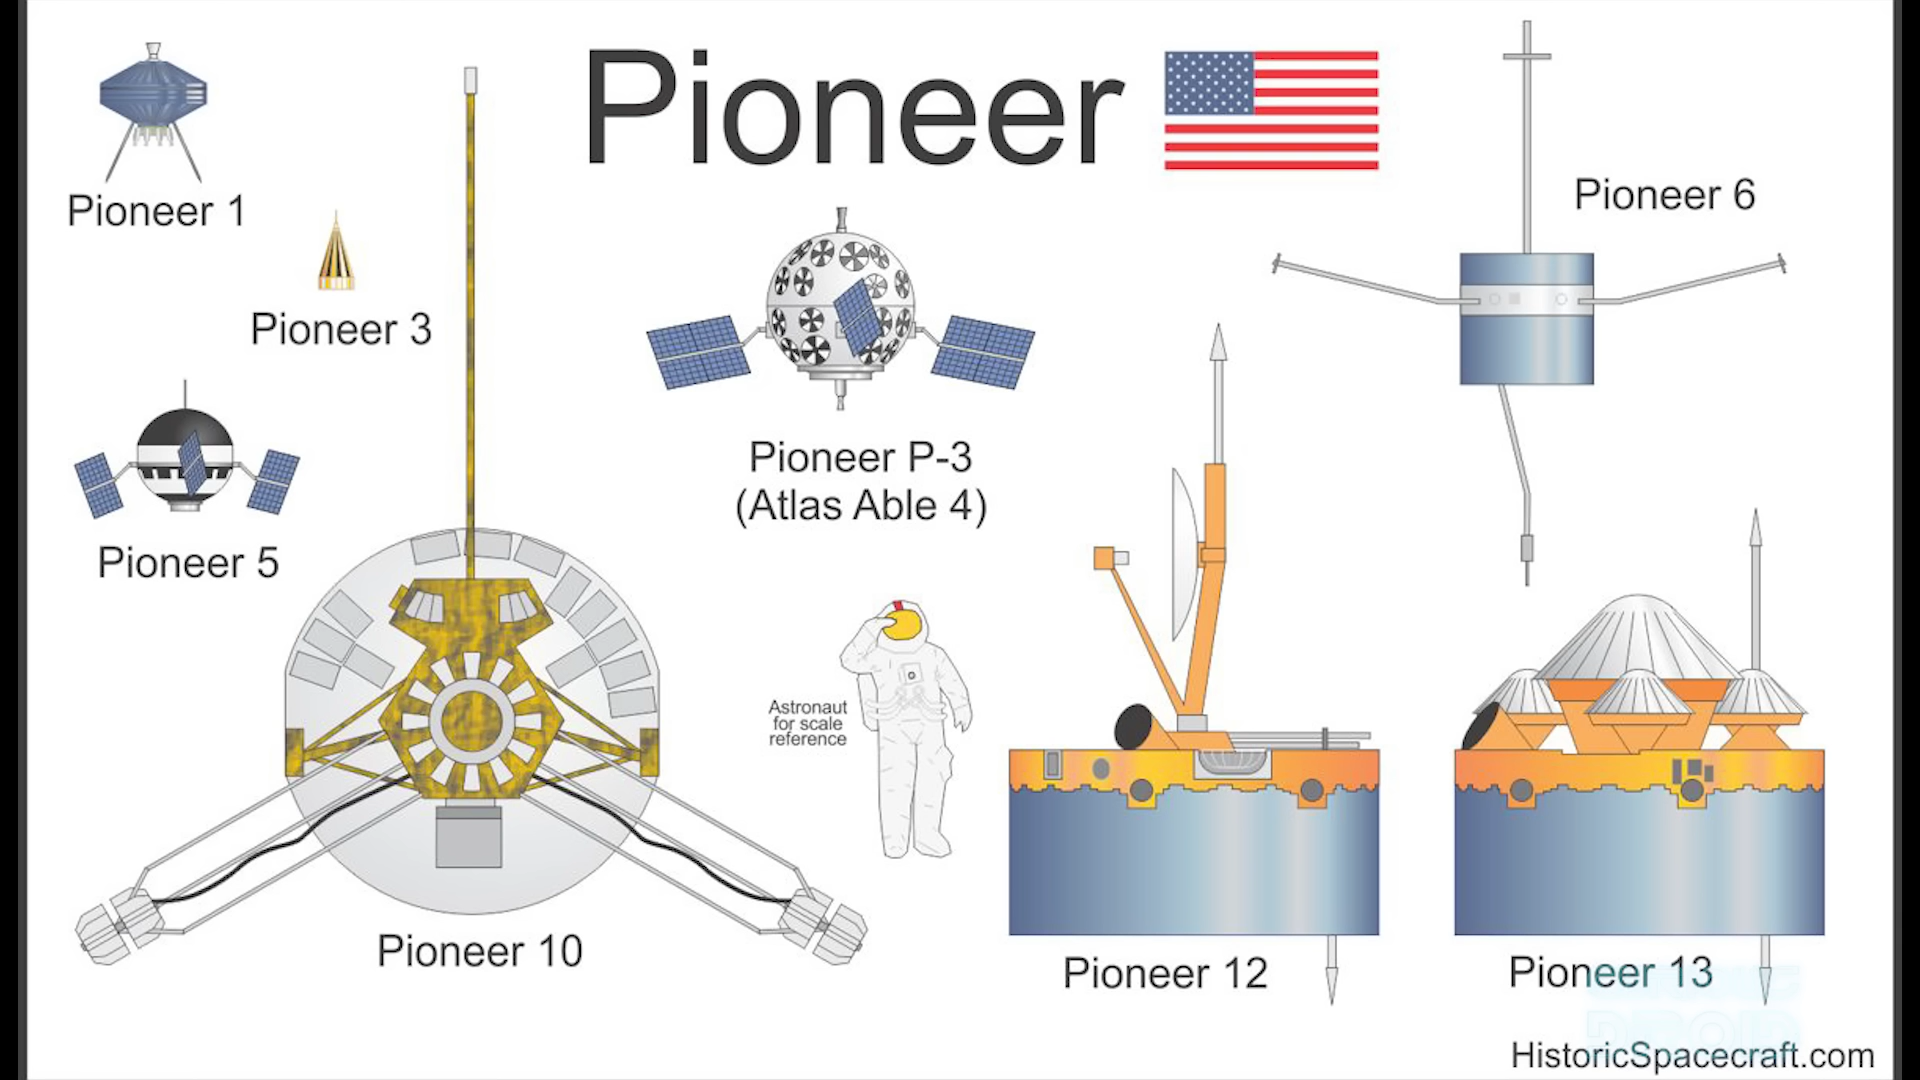 Pioneer
Pioneer 1
Pioneer 6
Pioneer 3
Pioneer P-3
(Atlas Able 4)
Pioneer 5
Astronaut
for scale
reference
Pioneer 10
Pioneer 12
Pioneer 13
HistoricSpacecraft.com